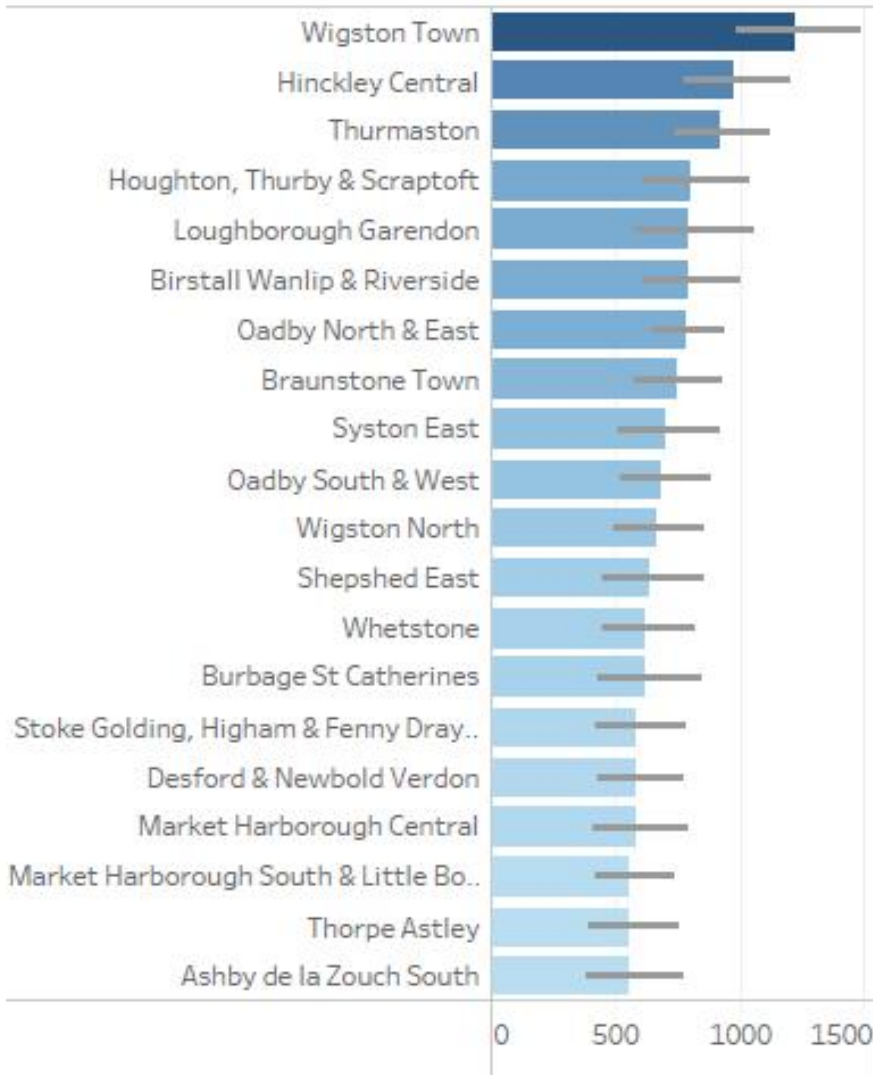 Wigston Town
Hinckley Central
Thurmaston
Houghton, Thurby & Scraptoft
Loughborough Garendon
Birstall Wanlip & Riverside
Oadby North & East
Braunstone Town
Syston East
Oadby South & West
Wigston North
Shepshed East
Whetstone
Burbage St Catherines
Stoke Golding, Higham & Fenny Dray..
Desford & Newbold Verdon
Market Harborough Central
Market Harborough South & Little Bo..
Thorpe Astley
Ashby de la Zouch South
0 500 1000 1500